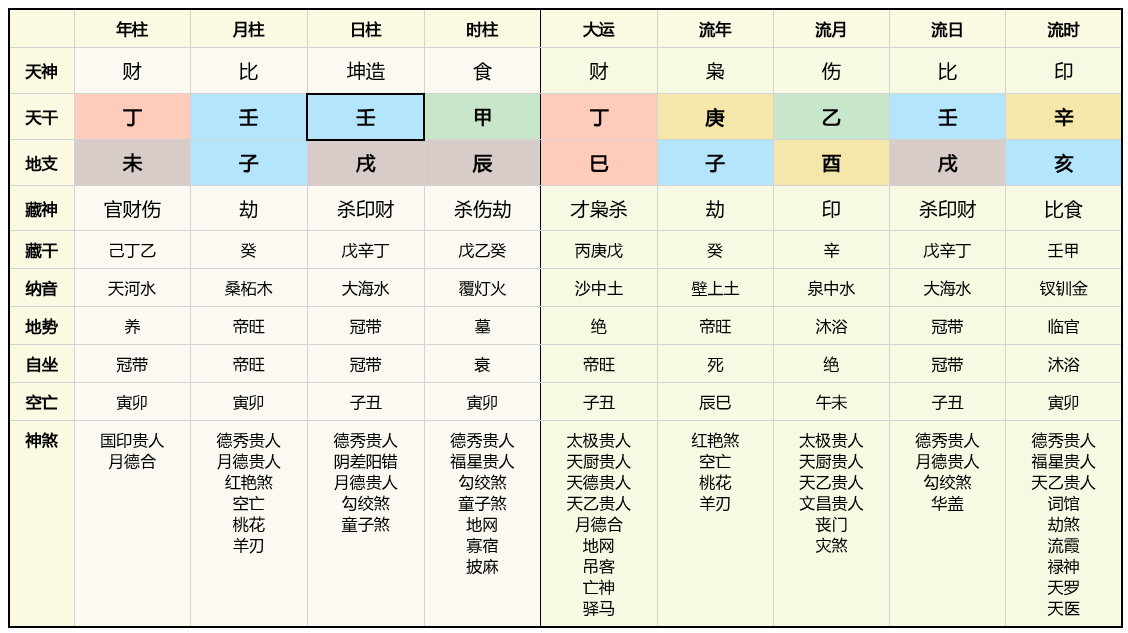 年柱 月柱 日柱 时柱 大运 流年 流月 流日 流时
天神 财 比 坤造 食 财 枭 伤 比 印
天干 丁 壬 壬 甲 丁 庚 乙 壬 辛
地支 未 子 戌 辰 巳 子 酉 戌 亥
藏神 官财伤 劫 杀印财 杀伤劫 才枭杀 劫 印 杀印财 比食
藏干 己丁乙 癸 戊辛丁 戊乙癸 丙庚戊 癸 辛 戊辛丁 壬甲
纳音 天河水 桑柘木 大海水 覆灯火 沙中土 壁上土 泉中水 大海水 钗钏金
地势 养 帝旺 冠带 墓 绝 帝旺 沐浴 冠带 临官
自坐 冠带 帝旺 冠带 衰 帝旺 死 绝 冠带 沐浴
空亡 寅卯 寅卯 子丑 寅卯 子丑 辰巳 午未 子丑 寅卯
神煞 国印贵人 德秀贵人 德秀贵人 德秀贵人 太极贵人 红艳煞 太极贵人 德秀贵人 德秀贵人
月德合 月德贵人 阴差阳错 福星贵人 天厨贵人 空亡 天厨贵人 月德贵人 福星贵人
红艳煞 月德贵人 勾绞煞 天德贵人 桃花 天乙贵人 勾绞煞 天乙贵人
空亡 勾绞煞 童子煞 天乙贵人 羊刃 文昌贵人 华盖 词馆
桃花 童子煞 地网 月德合 丧门 劫煞
羊刃 寡宿 地网 灾煞 流霞
披麻 吊客 禄神
亡神 天罗
驿马 天医